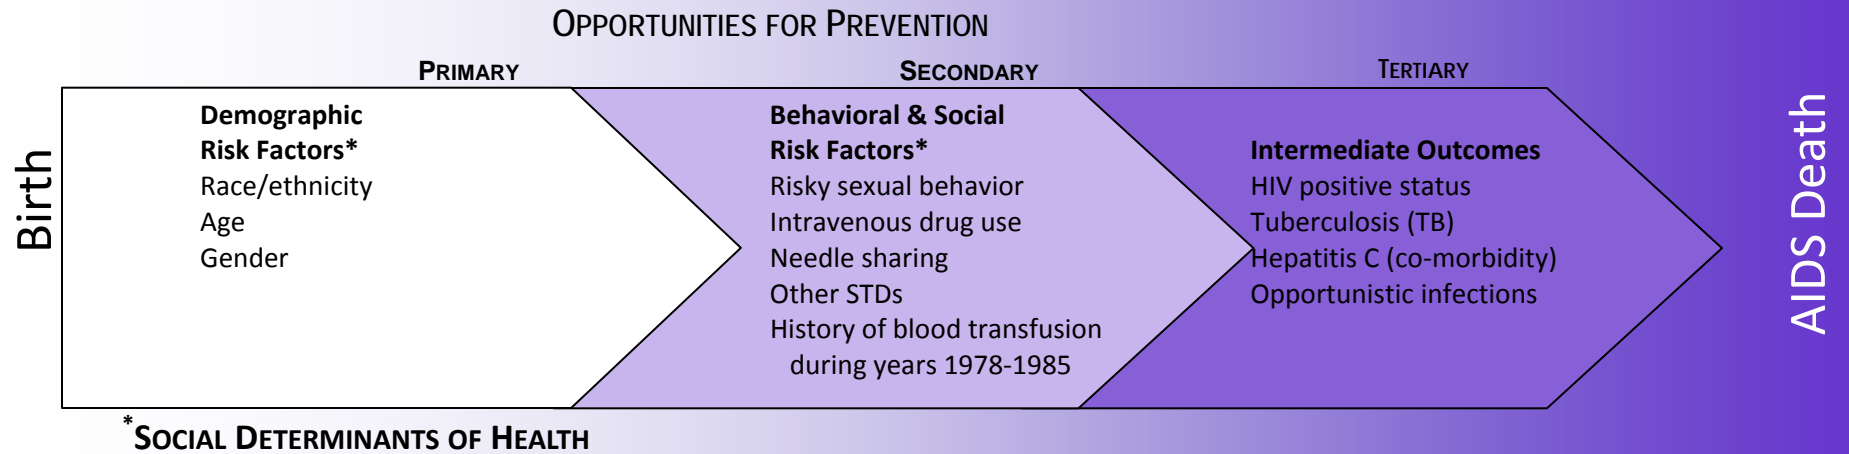 OPPORTUNITIES FOR PREVENTION
PRIMARY
SECONDARY
TERTIARY
Birth
Demographic
Risk Factors*
Race/ethnicity
Age
Gender
Behavioral & Social
Risk Factors*
Risky sexual behavior
Intravenous drug use
Needle sharing
Other STDs
History of blood transfusion
during years 1978-1985
Intermediate Outcomes
HIV positive status
Tuberculosis (TB)
Hepatitis C (co-morbidity)
Opportunistic infections
AIDS Death
*SOCIAL DETERMINANTS OF HEALTH